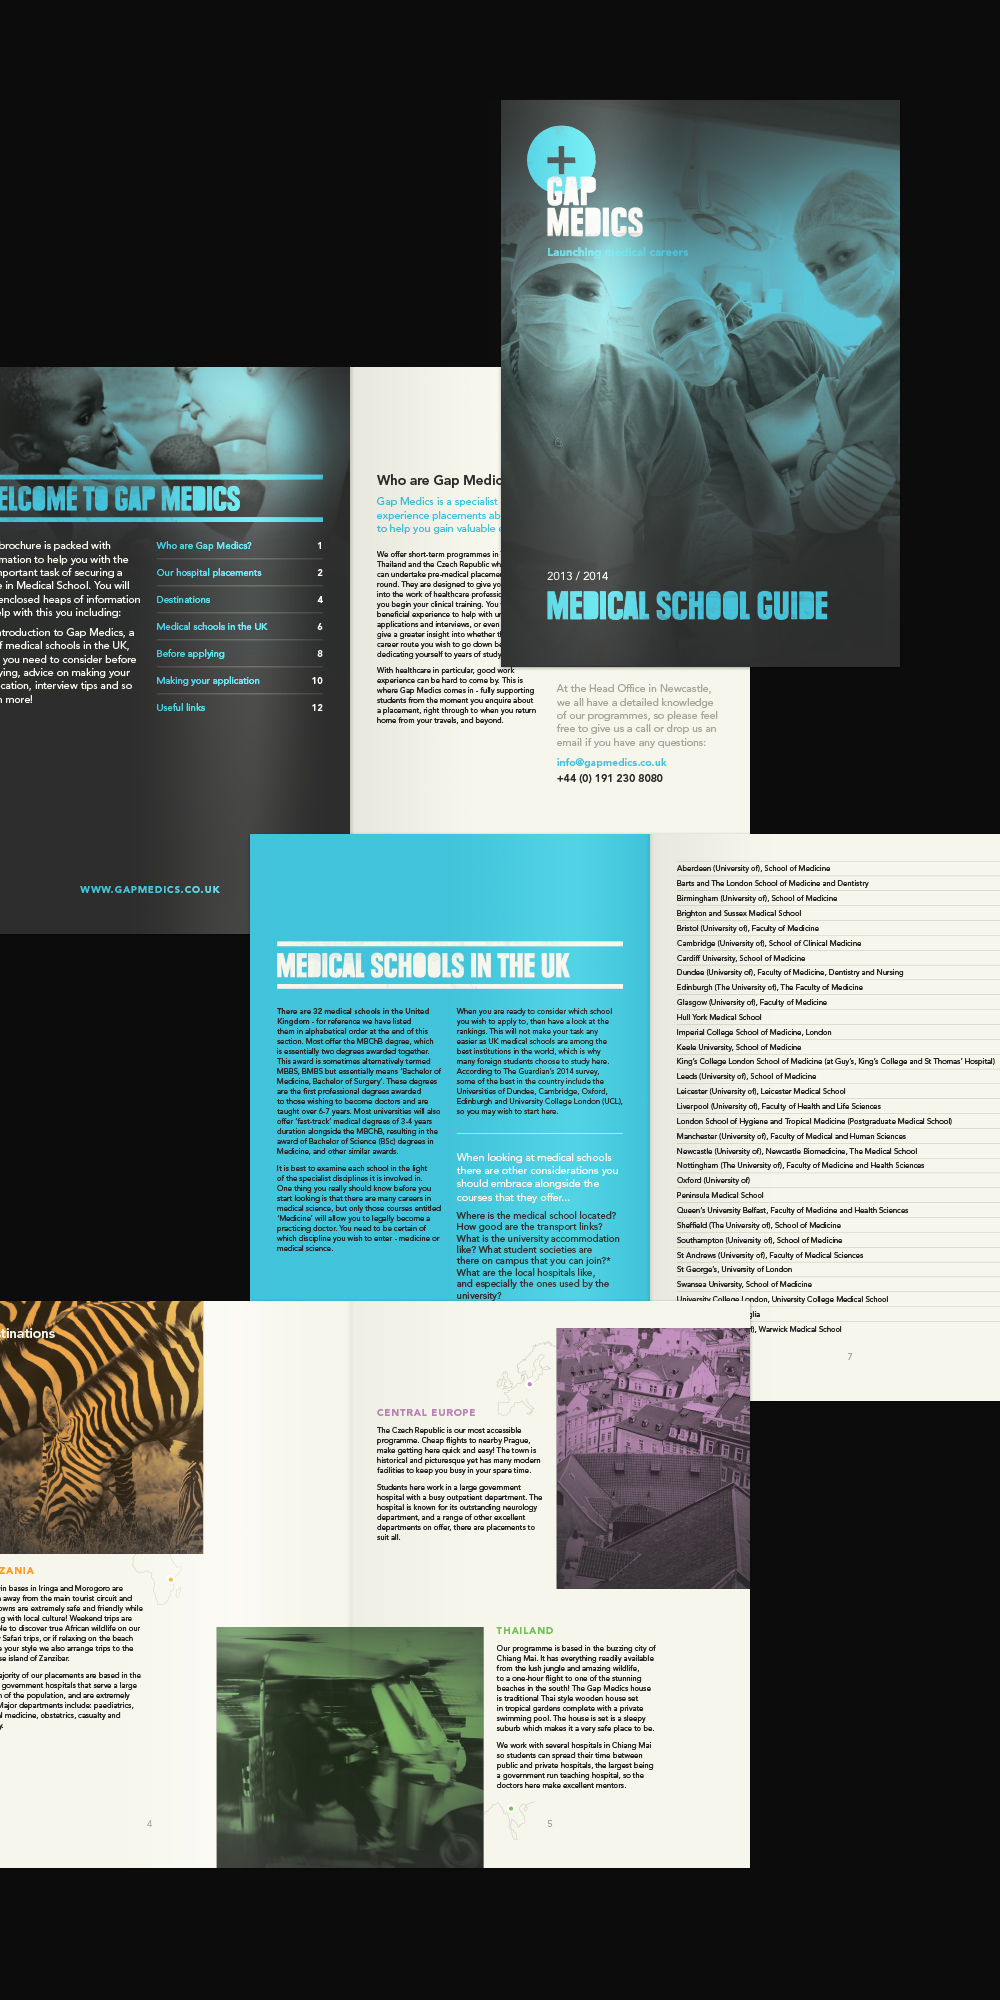 GAP
MEDICS
Launching medical careers
2013 / 2014
MEDICAL SCHOOL GUIDE
ELCOME TO GAP MEDICS
brochure is packed with
mation to help you with the
mportant task of securing a
e in Medical School. You will
enclosed heaps of information
elp with this you including:
ntroduction to Gap Medics, a
f medical schools in the UK,
you need to consider before
ying, advice on making your
cation, interview tips and so
h more!
Who are Gap Medics? 1
Our hospital placements 2
Destinations 4
Medical schools in the UK 6
Before applying 8
Making your application 10
Useful links 12
WWW.GAPMEDICS.CO.UK
Who are Gap Medic
Gap Medics is a specialist
experience placements ab
to help you gain valuable
We offer short-term programmes in
Thailand and the Czech Republic wh
can undertake pre-medical placeme
round. They are designed to give yo
into the work of healthcare professio
you begin your clinical training. You
beneficial experience to help with un
applications and interviews, or even
give a greater insight into whether th
career route you wish to go down be
dedicating yourself to years of study.
With healthcare in particular, good work
experience can be hard to come by. This is
where Gap Medics comes in - fully supporting
students from the moment you enquire about
a placement, right through to when you return
home from your travels, and beyond.
At the Head Office in Newcastle,
we all have a detailed knowledge
of our programmes, so please feel
free to give us a call or drop us an
email if you have any questions:
info@gapmedics.co.uk
+44 (0) 191 230 8080
MEDICAL SCHOOLS IN THE UK
There are 32 medical schools in the United
Kingdom - for reference we have listed
them in alphabetical order at the end of this
section. Most offer the MBChB degree, which
is essentially two degrees awarded together.
This award is sometimes alternatively termed
MBBS, BMBS but essentially means 'Bachelor of
Medicine, Bachelor of Surgery'. These degrees
are the first professional degrees awarded
to those wishing to become doctors and are
taught over 6-7 years. Most universities will also
offer 'fast-track' medical degrees of 3-4 years
duration alongside the MBChB, resulting in the
award of Bachelor of Science (BSc) degrees in
Medicine, and other similar awards.
It is best to examine each school in the light
of the specialist disciplines it is involved in.
One thing you really should know before you
start looking is that there are many careers in
medical science, but only those courses entitled
'Medicine' will allow you to legally become a
practicing doctor. You need to be certain of
which discipline you wish to enter - medicine or
medical science.
When you are ready to consider which school
you wish to apply to, then have a look at the
rankings. This will not make your task any
easier as UK medical schools are among the
best institutions in the world, which is why
many foreign students choose to study here.
According to The Guardian's 2014 survey,
some of the best in the country include the
Universities of Dundee, Cambridge, Oxford,
Edinburgh and University College London (UCL),
so you may wish to start here.
When looking at medical schools
there are other considerations you
should embrace alongside the
courses that they offer...
Where is the medical school located?
How good are the transport links?
What is the university accommodation
like? What student societies are
there on campus that you can join?*
What are the local hospitals like,
and especially the ones used by the
university?
Aberdeen (University of), School of Medicine
Barts and The London School of Medicine and Dentistry
Birmingham (University of), School of Medicine
Brighton and Sussex Medical School
Bristol (University of), Faculty of Medicine
Cambridge (University of), School of Clinical Medicine
Cardiff University, School of Medicine
Dundee (University of), Faculty of Medicine, Dentistry and Nursing
Edinburgh (The University of), The Faculty of Medicine
Glasgow (University of), Faculty of Medicine
Hull York Medical School
Imperial College School of Medicine, London
Keele University, School of Medicine
King's College London School of Medicine (at Guy's, King's College and St Thomas' Hospital)
Leeds (University of), School of Medicine
Leicester (University of), Leicester Medical School
Liverpool (University of), Faculty of Health and Life Sciences
London School of Hygiene and Tropical Medicine (Postgraduate Medical School)
Manchester (University of), Faculty of Medical and Human Sciences
Newcastle (University of), Newcastle Biomedicine, The Medical School
Nottingham (The University of), Faculty of Medicine and Health Sciences
Oxford (University of)
Peninsula Medical School
Queen's University Belfast, Faculty of Medicine and Health Sciences
Sheffield (The University of), School of Medicine
Southampton (University of), School of Medicine
St Andrews (University of), Faculty of Medical Sciences
St George's, University of London
Swansea University, School of Medicine
University College London, University College Medical School
glia
f), Warwick Medical School
7
tinations
ZANIA
in bases in Iringa and Morogoro are
away from the main tourist circuit and
owns are extremely safe and friendly while
g with local culture! Weekend trips are
le to discover true African wildlife on our
Safari trips, or if relaxing on the beach
e your style we also arrange trips to the
se island of Zanzibar.
ajority of our placements are based in the
government hospitals that serve a large
n of the population, and are extremely
Major departments include: paediatrics,
l medicine, obstetrics, casualty and
y.
4
CENTRAL EUROPE
The Czech Republic is our most accessible
programme. Cheap flights to nearby Prague,
make getting here quick and easy! The town is
historical and picturesque yet has many modern
facilities to keep you busy in your spare time.
Students here work in a large government
hospital with a busy outpatient department. The
hospital is known for its outstanding neurology
department, and a range of other excellent
departments on offer, there are placements to
suit all.
THAILAND
Our programme is based in the buzzing city of
Chiang Mai. It has everything readily available
from the lush jungle and amazing wildlife,
to a one-hour flight to one of the stunning
beaches in the south! The Gap Medics house
is traditional Thai style wooden house set
in tropical gardens complete with a private
swimming pool. The house is set is a sleepy
suburb which makes it a very safe place to be.
We work with several hospitals in Chiang Mai
so students can spread their time between
public and private hospitals, the largest being
a government run teaching hospital, so the
doctors here make excellent mentors.
5